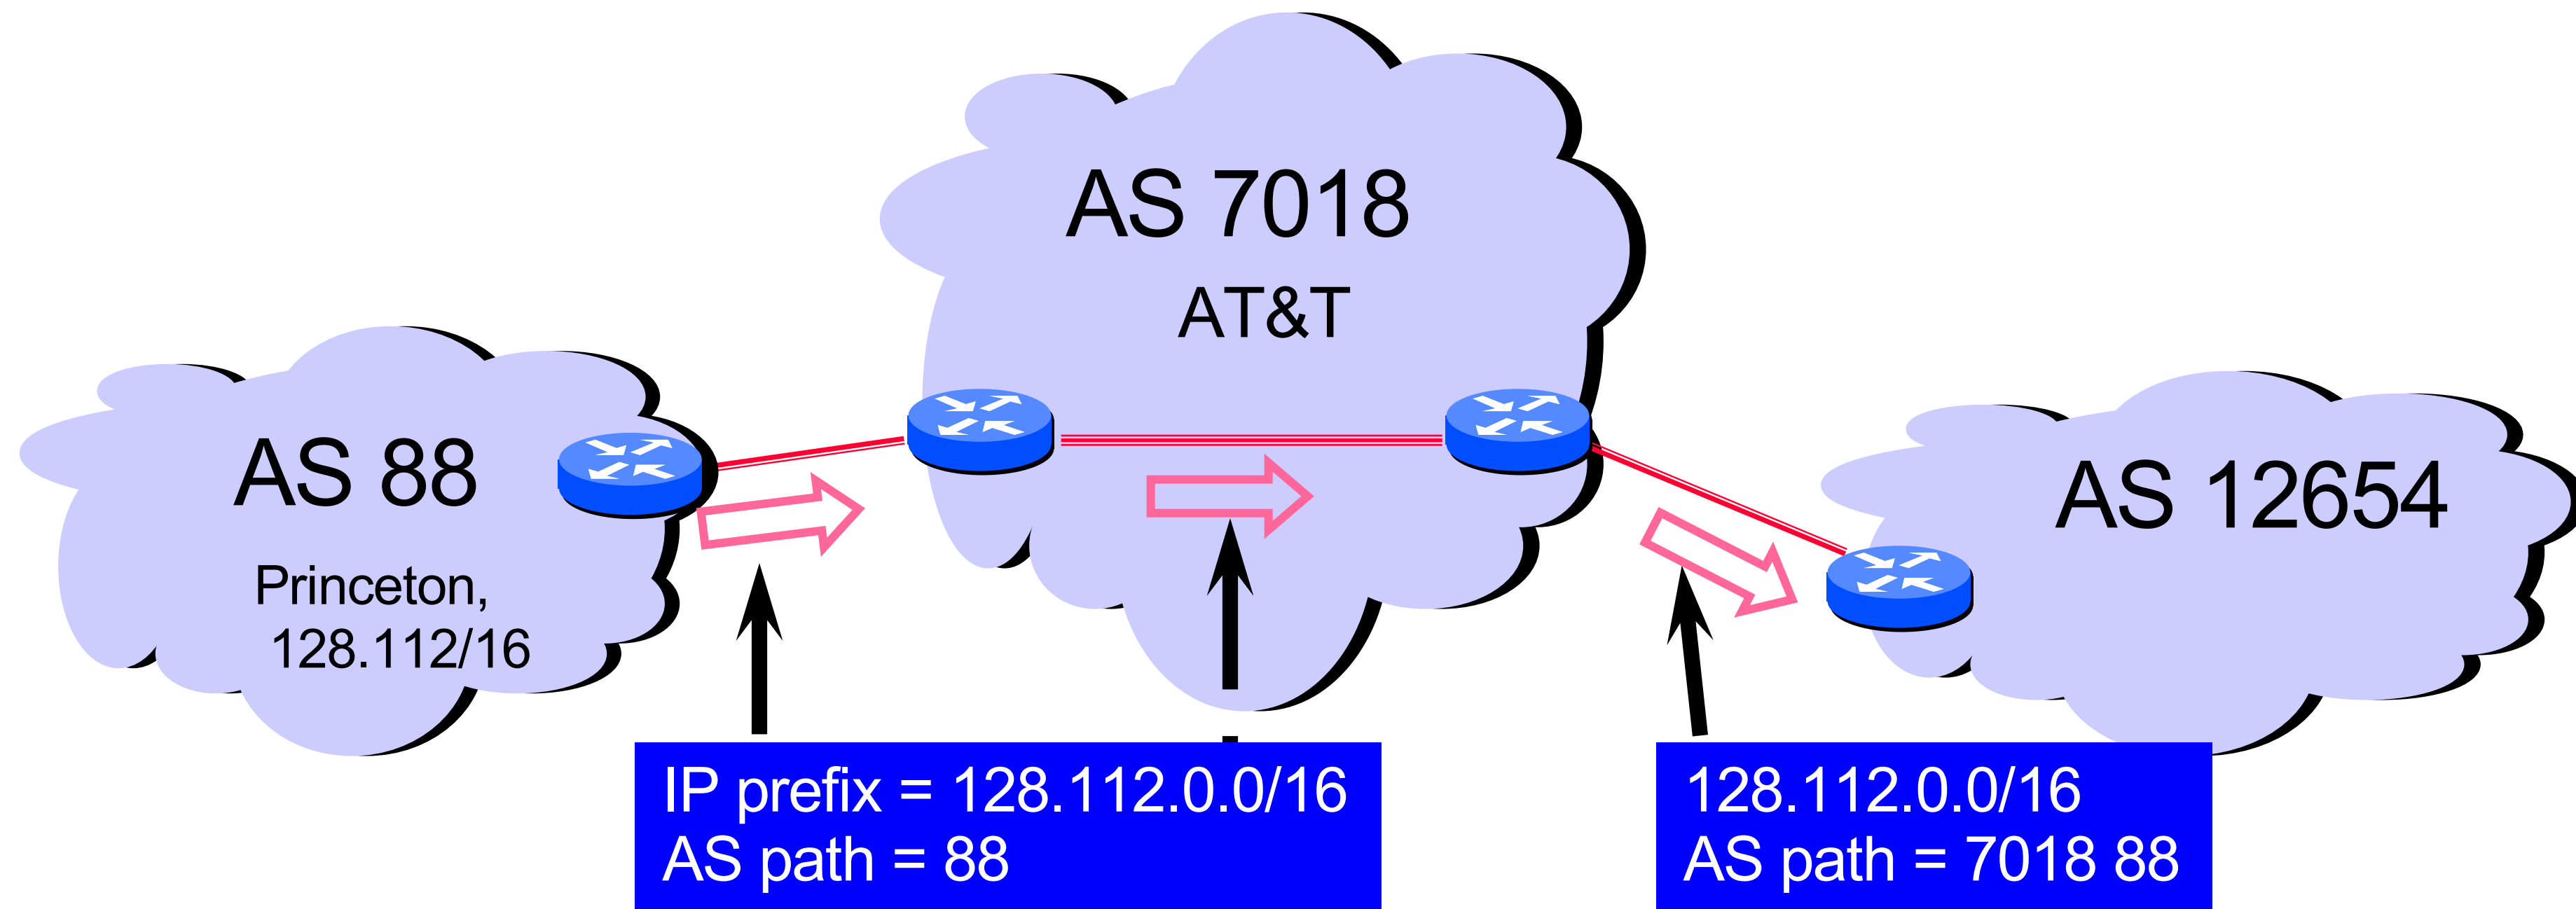 AS 7018
AT&T
AS 88
Princeton,
128.112/16
AS 12654
IP prefix = 128.112.0.0/16
AS path = 88
128.112.0.0/16
AS path = 7018 88